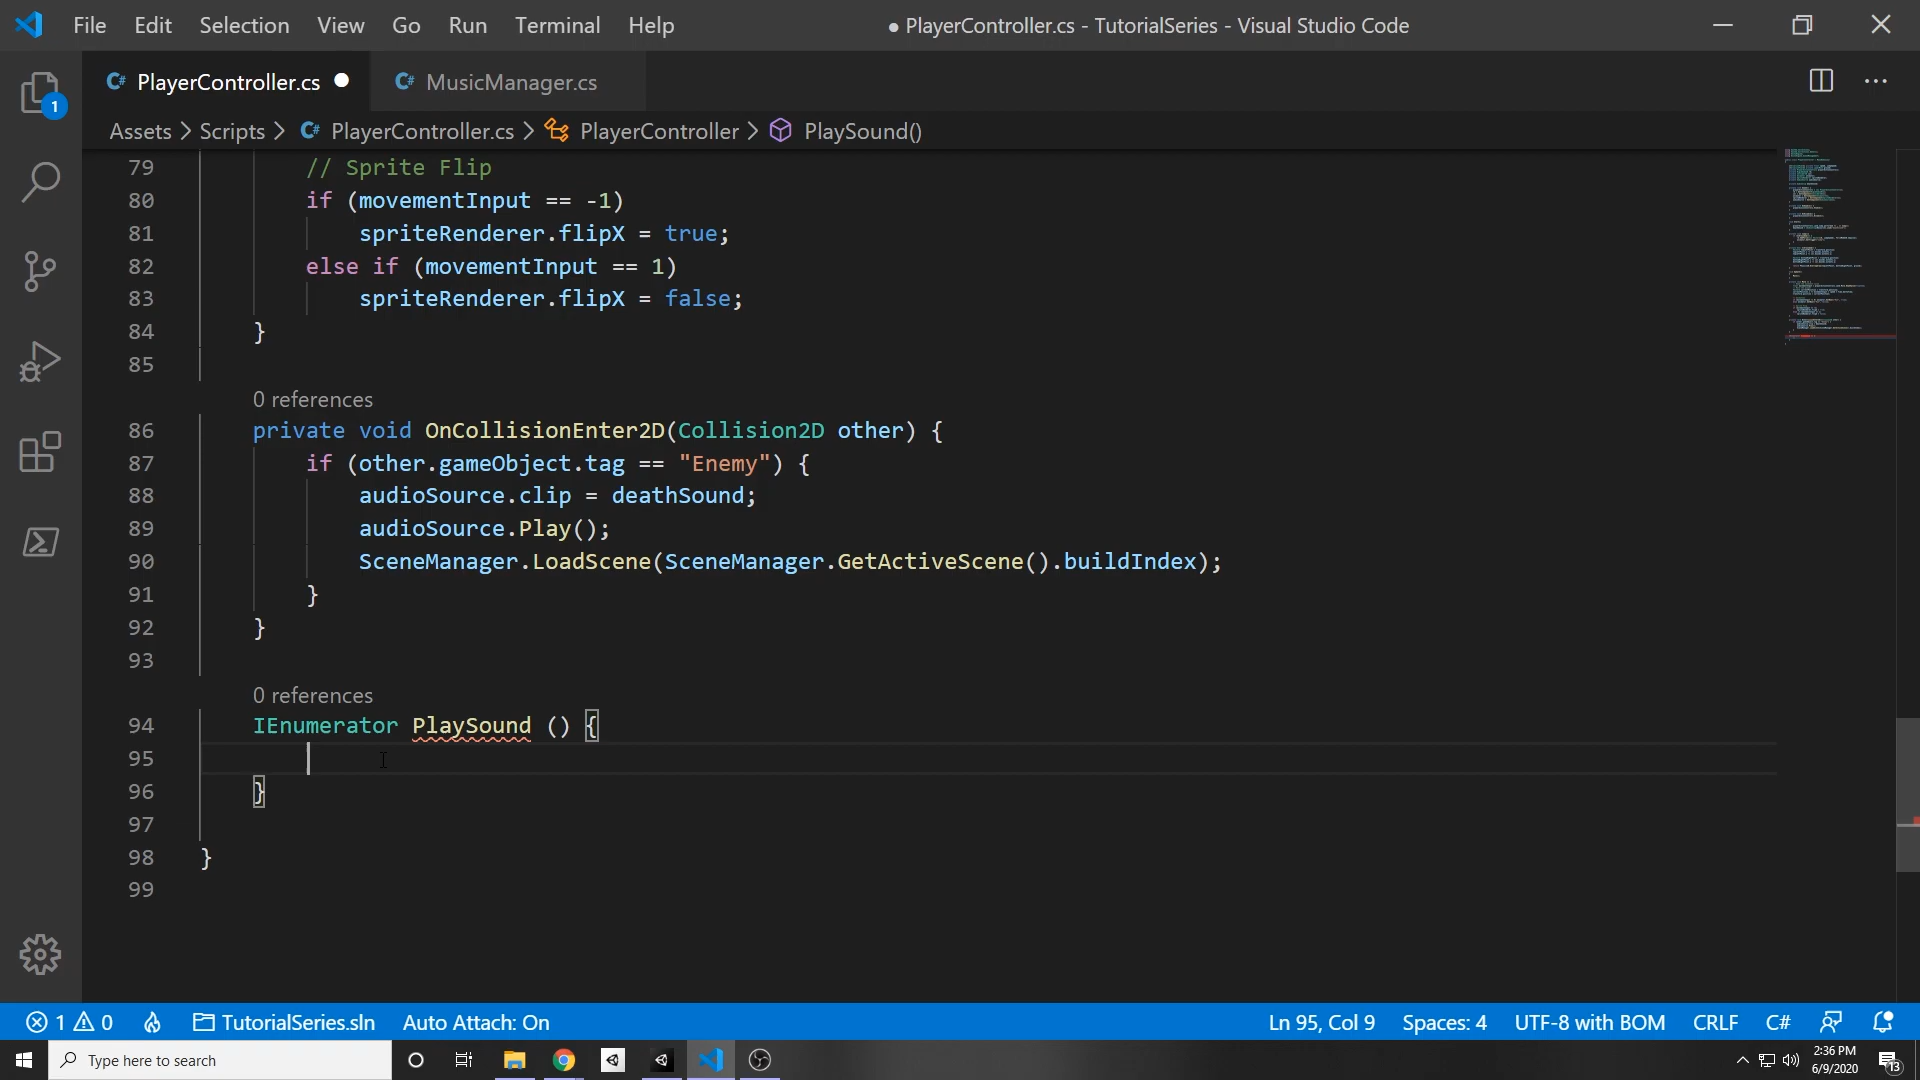 File Edit Selection View Go Run Terminal Help ● PlayerController.cs - TutorialSeries - Visual Studio Code
1
C# PlayerController.cs ● C# MusicManager.cs
Assets > Scripts > C# PlayerController.cs > PlayerController > PlaySound()
79 // Sprite Flip
80 if (movementInput == -1)
81 spriteRenderer.flipX = true;
82 else if (movementInput == 1)
83 spriteRenderer.flipX = false;
84 }
85
0 references
86 private void OnCollisionEnter2D(Collision2D other) {
87 if (other.gameObject.tag == "Enemy") {
88 audioSource.clip = deathSound;
89 audioSource.Play();
90 SceneManager.LoadScene(SceneManager.GetActiveScene().buildIndex);
91 }
92 }
93
0 references
94 IEnumerator PlaySound () {
95
96 }
97
98 }
99
1 0 TutorialSeries.sln Auto Attach: On Ln 95, Col 9 Spaces: 4 UTF-8 with BOM CRLF C#
Type here to search
2:36 PM
6/9/2020
13